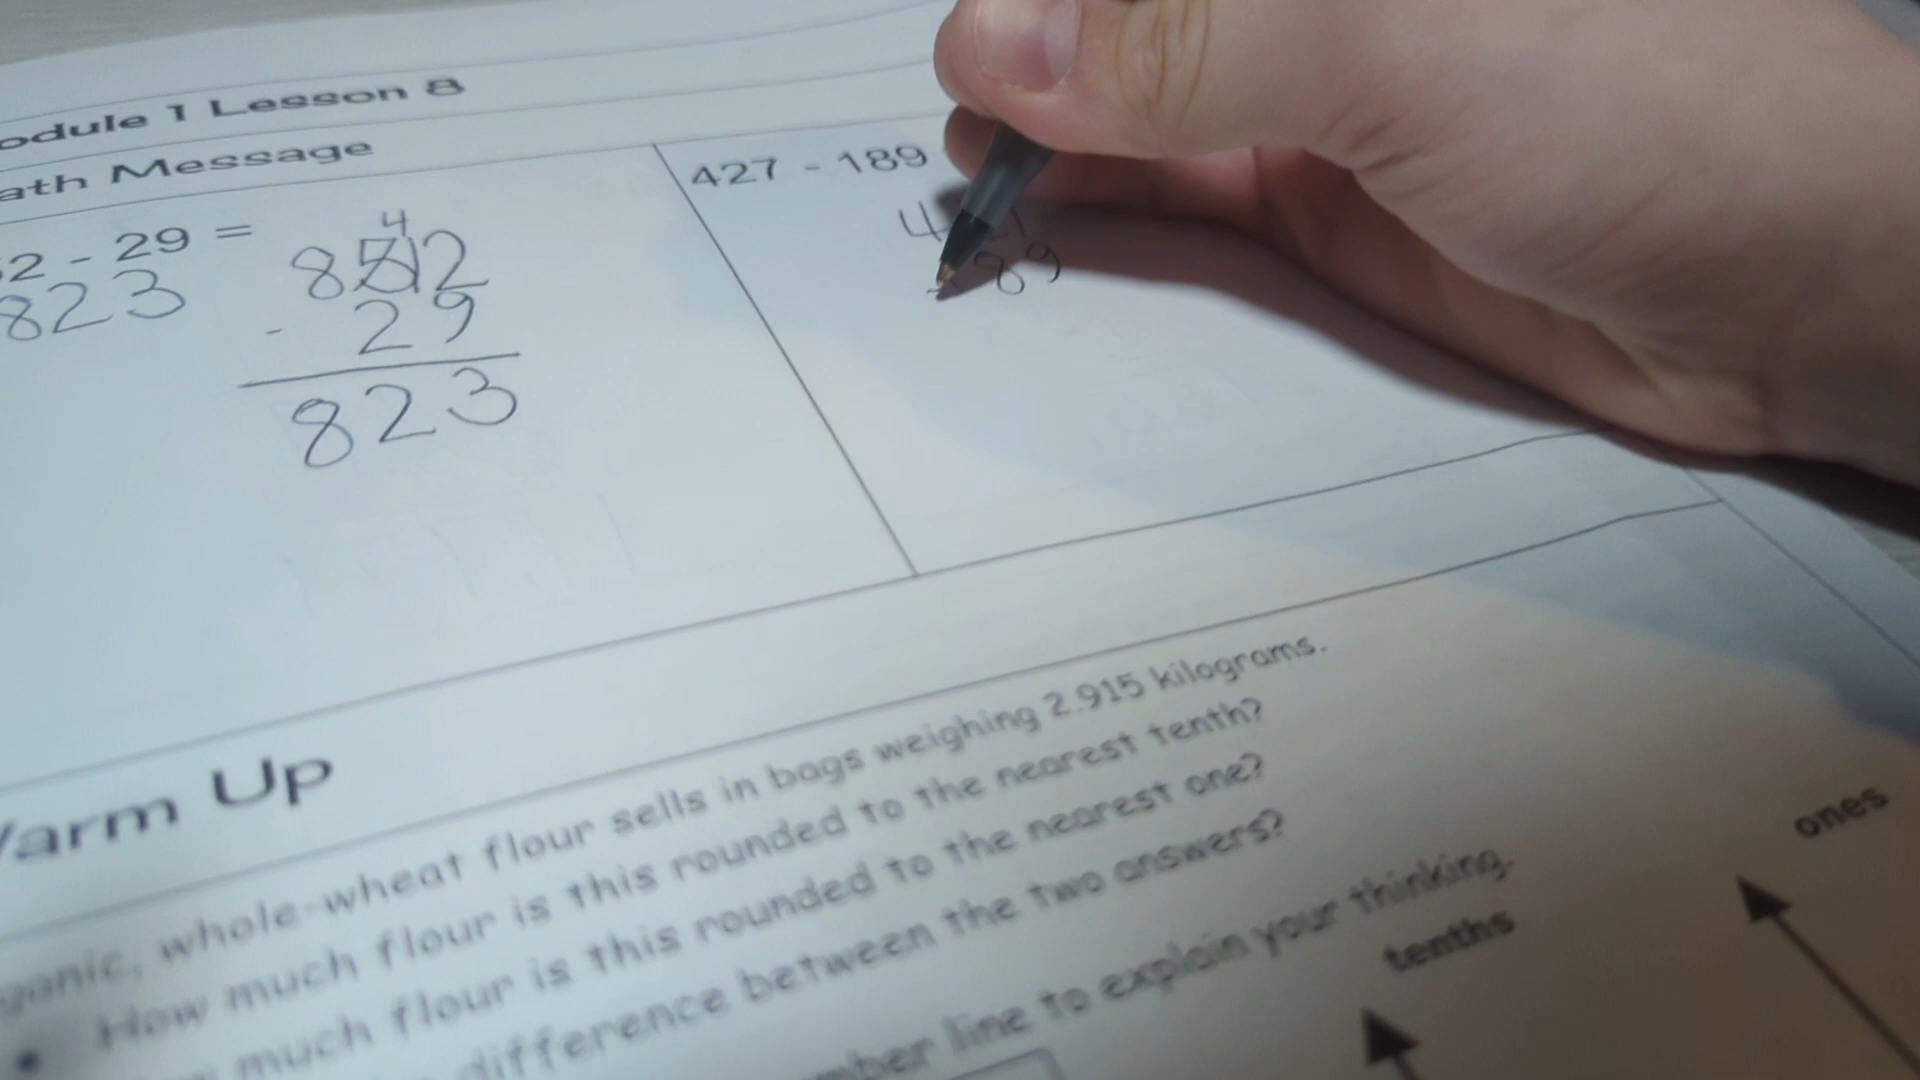 odule 1 Lesson 8
ath Message
52 - 29 =
823
4
8512
- 29
823
427 - 189
4
- 89
Warm Up
ganic, whole-wheat flour sells in bags weighing 2.915 kilograms.
• How much flour is this rounded to the nearest tenth?
much flour is this rounded to the nearest one?
difference between the two answers?
mber line to explain your thinking.
tenths
ones